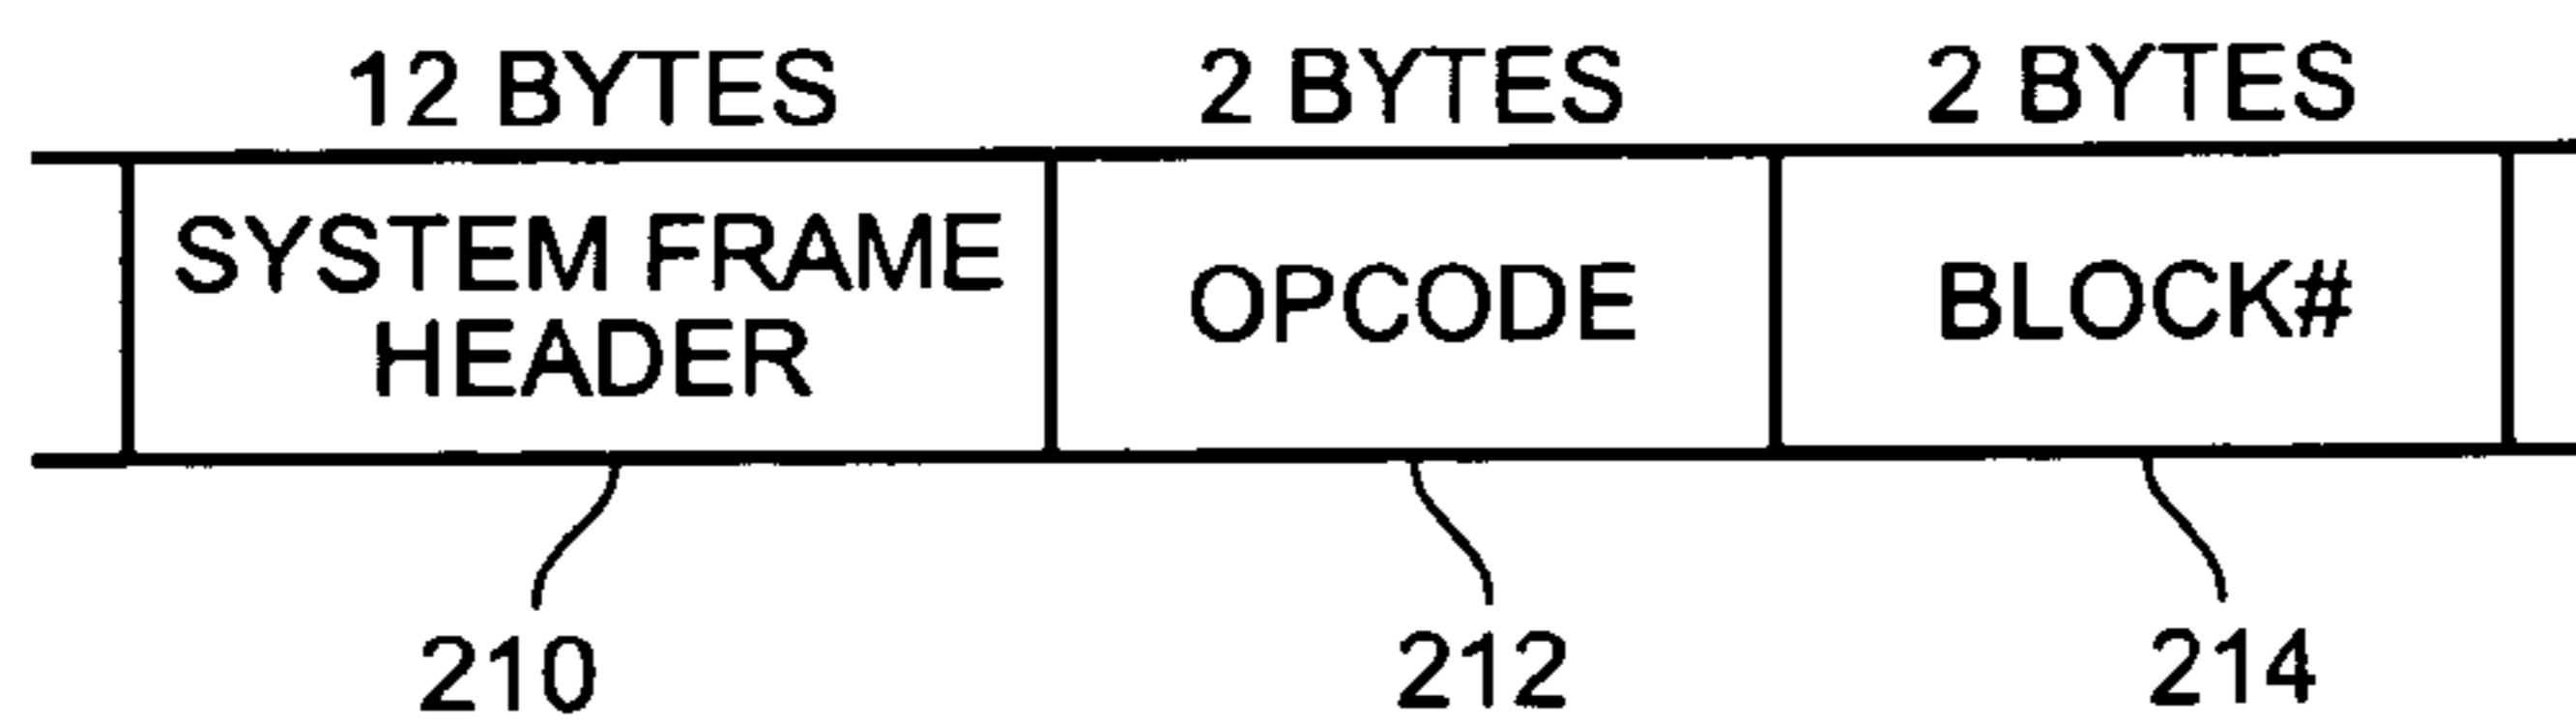 12 BYTES 2 BYTES 2 BYTES
SYSTEM FRAME
HEADER
OPCODE
BLOCK#
210 212 214